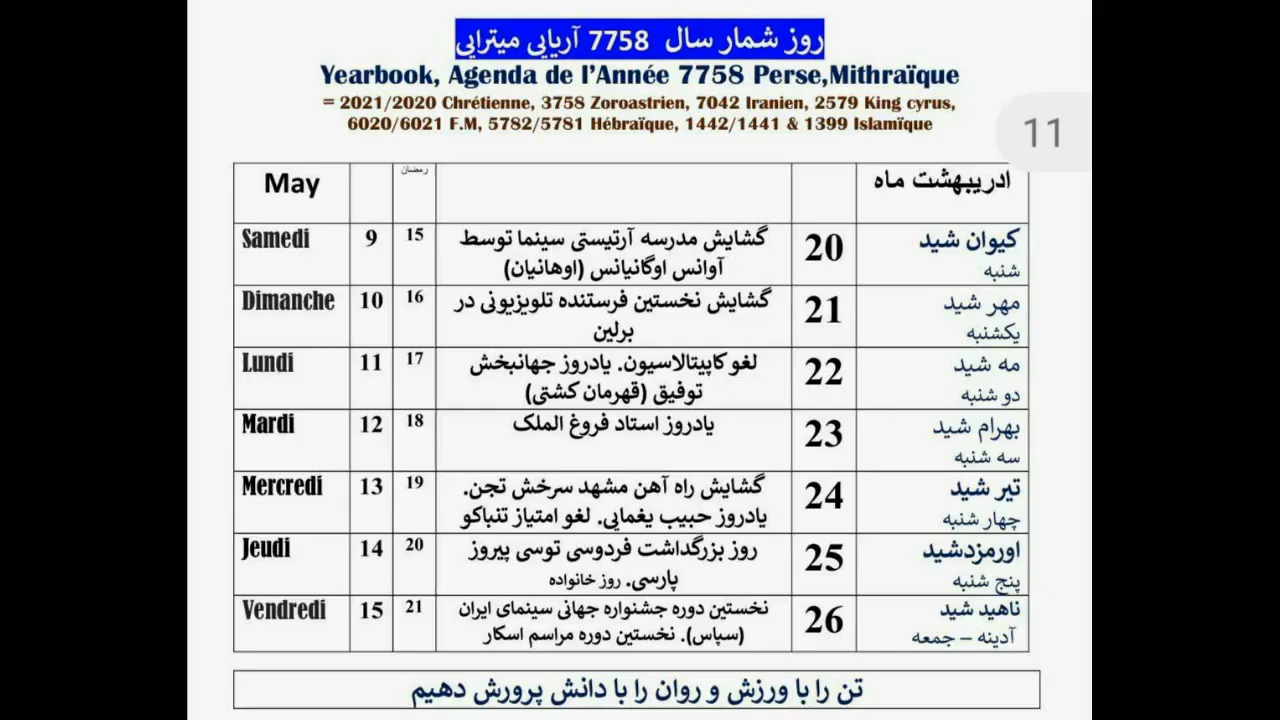 روز شمار سال 7758 آریایی میترایی
Yearbook, Agenda de l'Année 7758 Perse,Mithraïque
= 2021/2020 Chrétienne, 3758 Zoroastrien, 7042 Iranien, 2579 King cyrus,
6020/6021 F.M, 5782/5781 Hébraïque, 1442/1441 & 1399 Islamïque
11
May رمضان ادریبهشت ماه
Samedi 9 15 گشایش مدرسه آرتیستی سینما توسط 20 کیوان شید
آوانس اوگانیانس (اوهانیان) شنبه
Dimanche 10 16 گشایش نخستین فرستنده تلویزیونی در 21 مهر شید
برلین یکشنبه
Lundi 11 17 لغو کاپیتالاسیون. یادروز جهانبخش 22 مه شید
توفیق (قهرمان کشتی) دو شنبه
Mardi 12 18 یادروز استاد فروغ الملک 23 بهرام شید
سه شنبه
Mercredi 13 19 گشایش راه آهن مشهد سرخش تجن. 24 تیر شید
یادروز حبیب یغمایی. لغو امتیاز تنباکو چهار شنبه
Jeudi 14 20 روز بزرگداشت فردوسی توسی پیروز 25 اورمزدشید
پارسی. روز خانواده پنج شنبه
Vendredi 15 21 نخستین دوره جشنواره جهانی سینمای ایران 26 ناهید شید
(سپاس). نخستین دوره مراسم اسکار آدینه – جمعه
تن را با ورزش و روان را با دانش پرورش دهیم